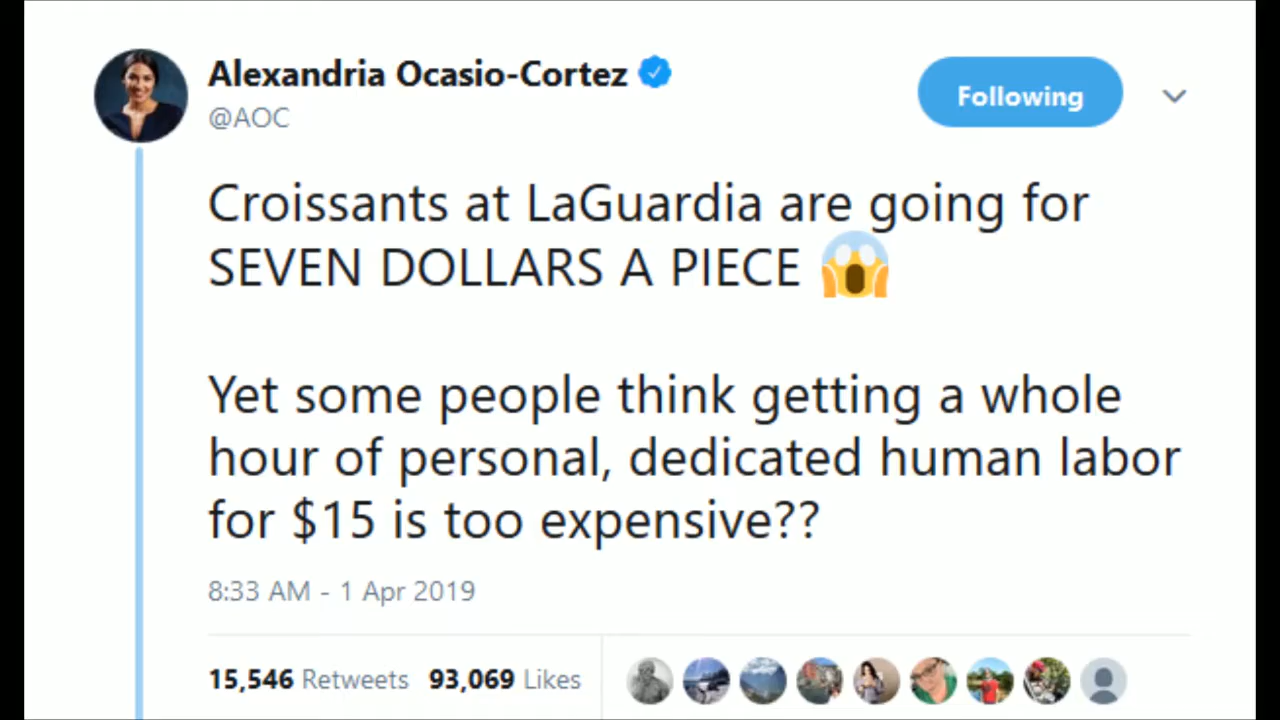 Alexandria Ocasio-Cortez
Following
@AOC
Croissants at LaGuardia are going for
SEVEN DOLLARS A PIECE 😱
Yet some people think getting a whole
hour of personal, dedicated human labor
for $15 is too expensive??
8:33 AM - 1 Apr 2019
15,546 Retweets 93,069 Likes